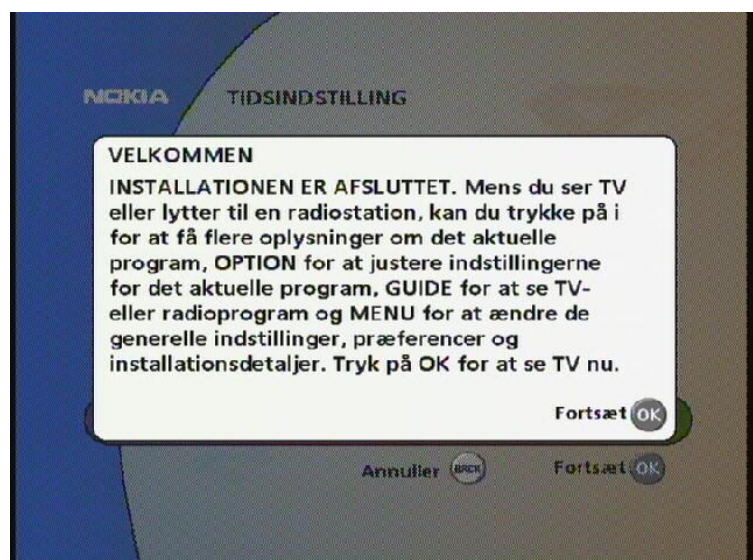 NOKIA TIDSINDSTILLING
VELKOMMEN
INSTALLATIONEN ER AFSLUTTET. Mens du ser TV
eller lytter til en radiostation, kan du trykke på i
for at få flere oplysninger om det aktuelle
program, OPTION for at justere indstillingerne
for det aktuelle program, GUIDE for at se TV-
eller radioprogram og MENU for at ændre de
generelle indstillinger, præferencer og
installationsdetaljer. Tryk på OK for at se TV nu.
Fortsæt OK
Annuller BACK Fortsæt OK